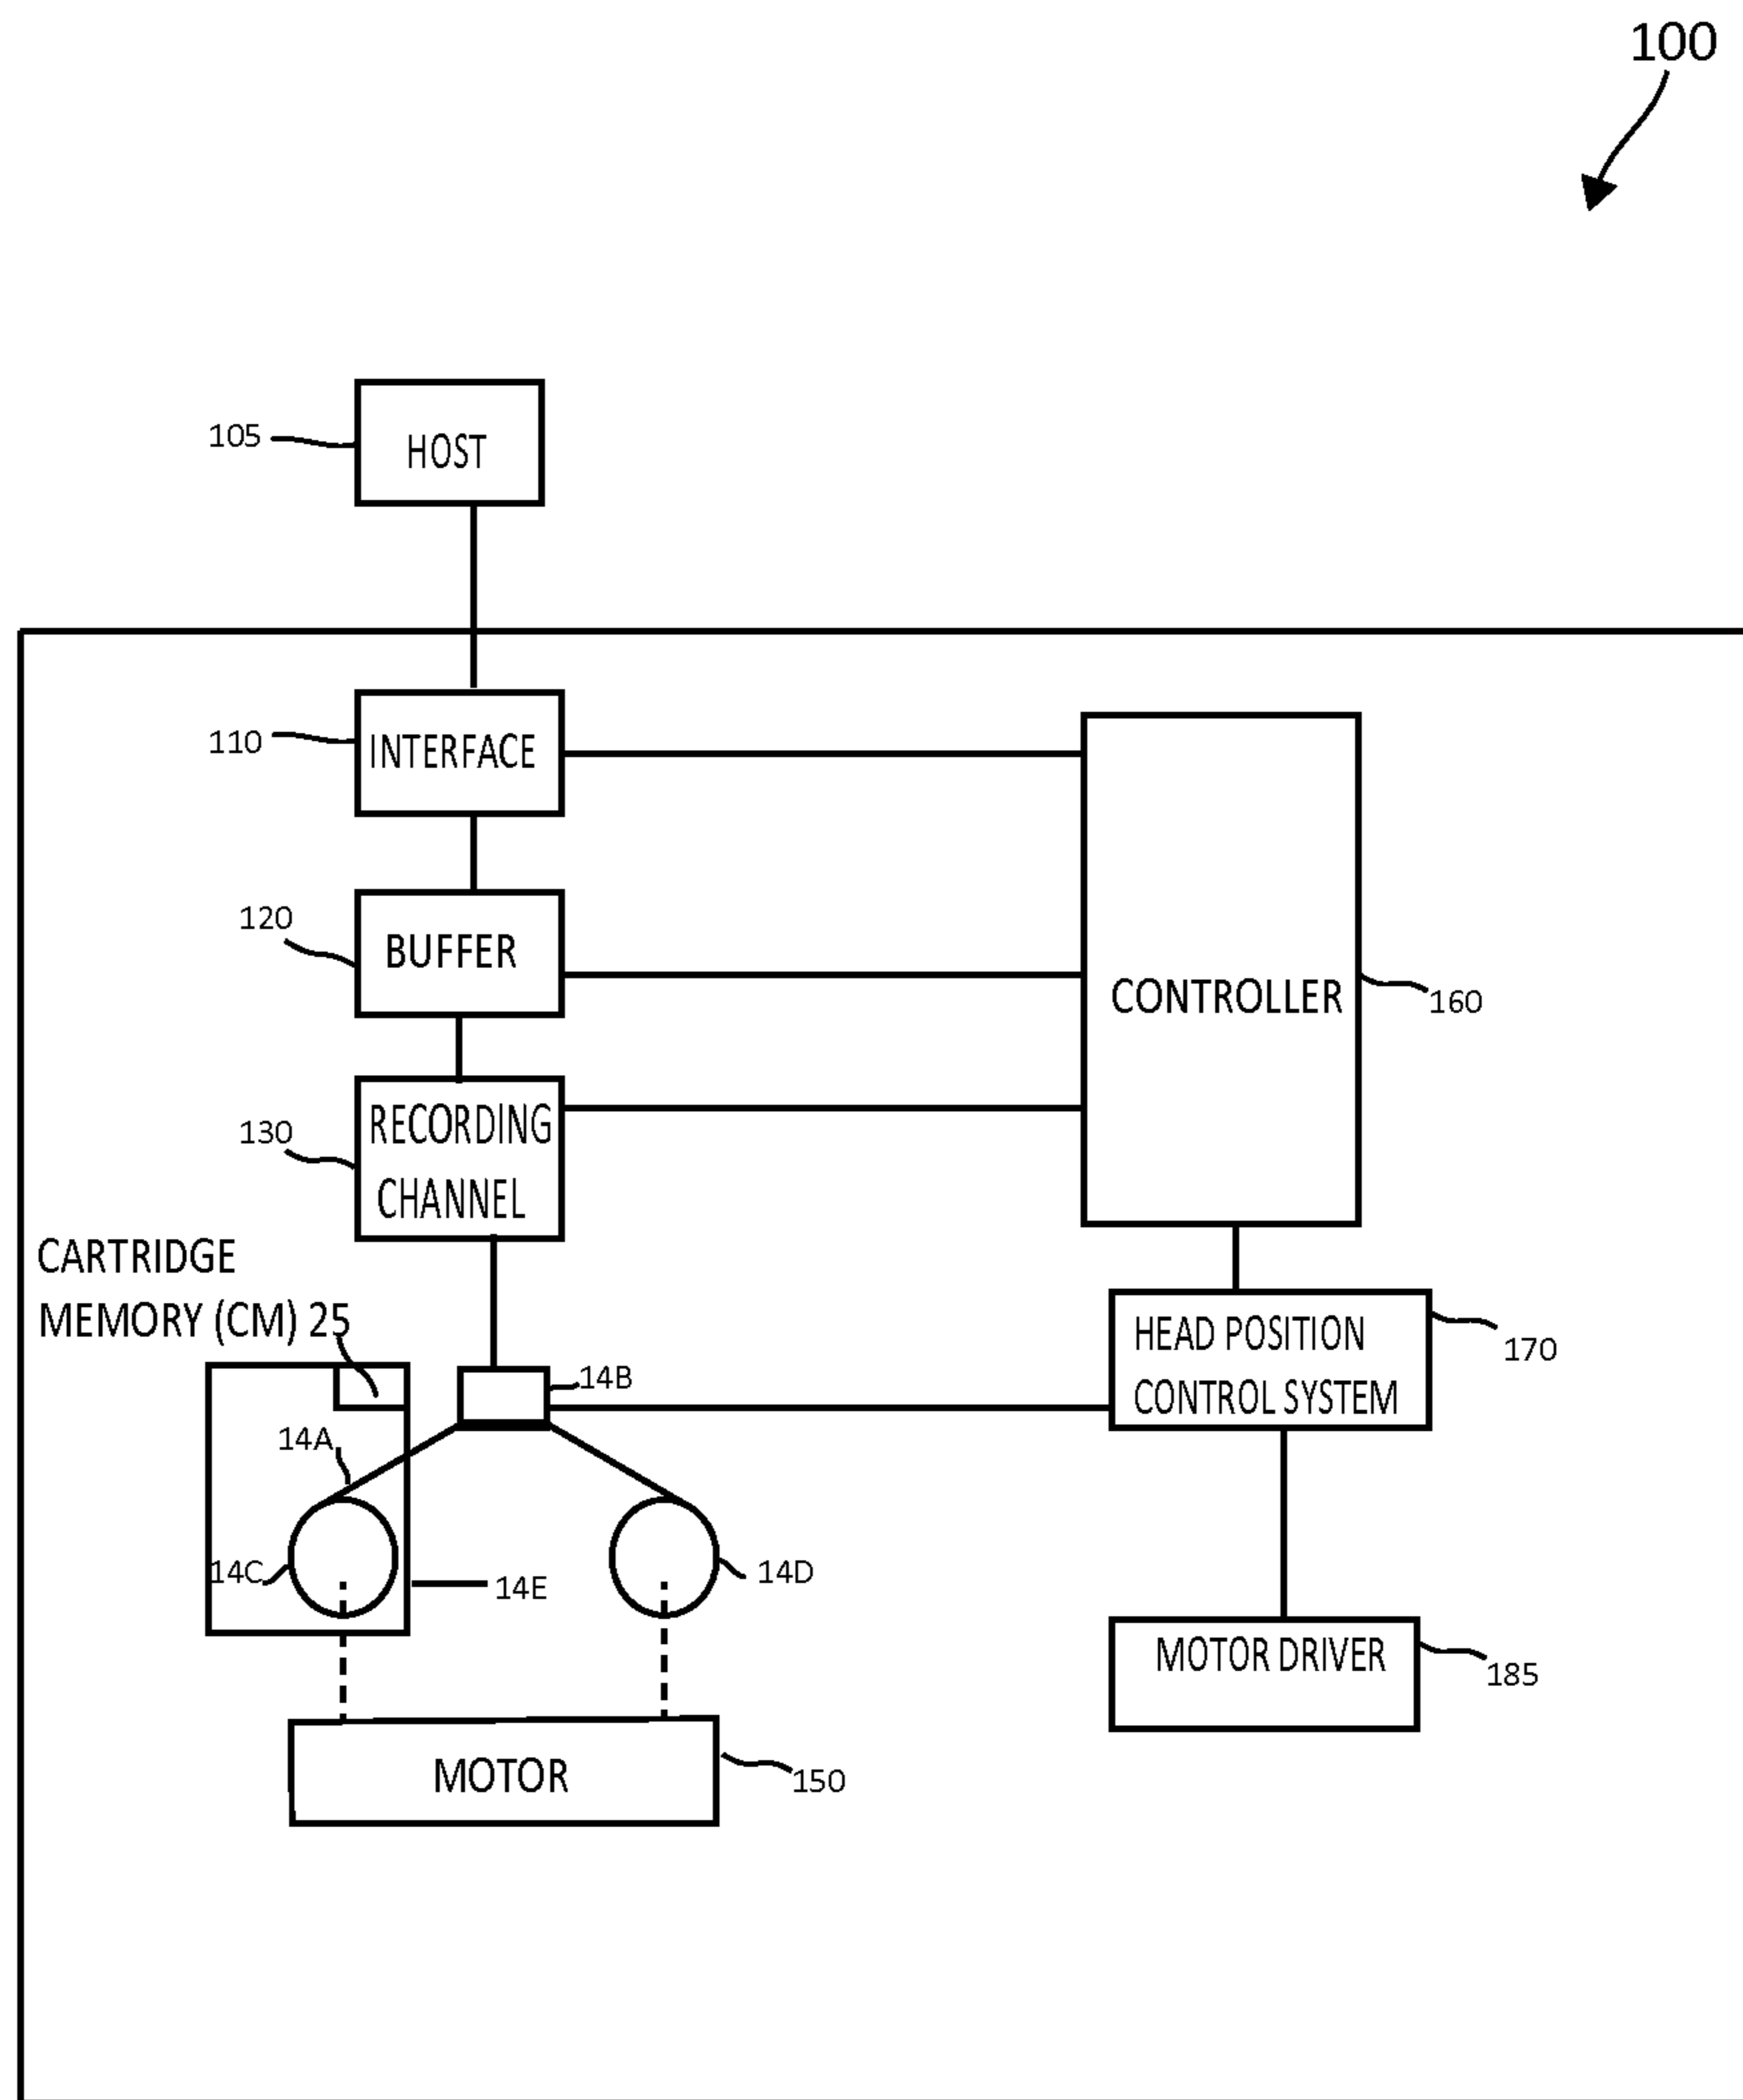 100
105
HOST
110
INTERFACE
120
BUFFER
CONTROLLER
160
130
RECORDING
CHANNEL
CARTRIDGE
MEMORY (CM) 25
HEAD POSITION
CONTROL SYSTEM
170
14B
14A
14C
14E
14D
MOTOR DRIVER
185
MOTOR
150